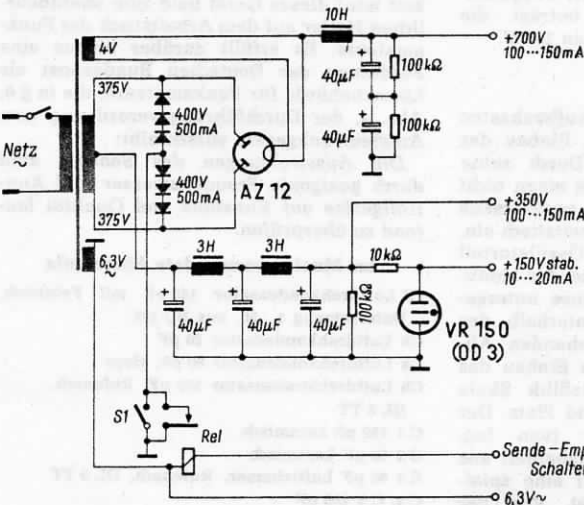 10H
+700V
100···150mA
4V
375V
40µF
+
100kΩ
400V
500mA
40µF
100kΩ
Netz
~
AZ 12
400V
500mA
+350V
100···150mA
375V
6,3V~
3H
3H
10kΩ
+150V stab.
10···20mA
+
+
40µF
40µF
40µF
100kΩ
VR 150
(OD 3)
S1
Rel
Sende-Emp
Schalter
6,3V~